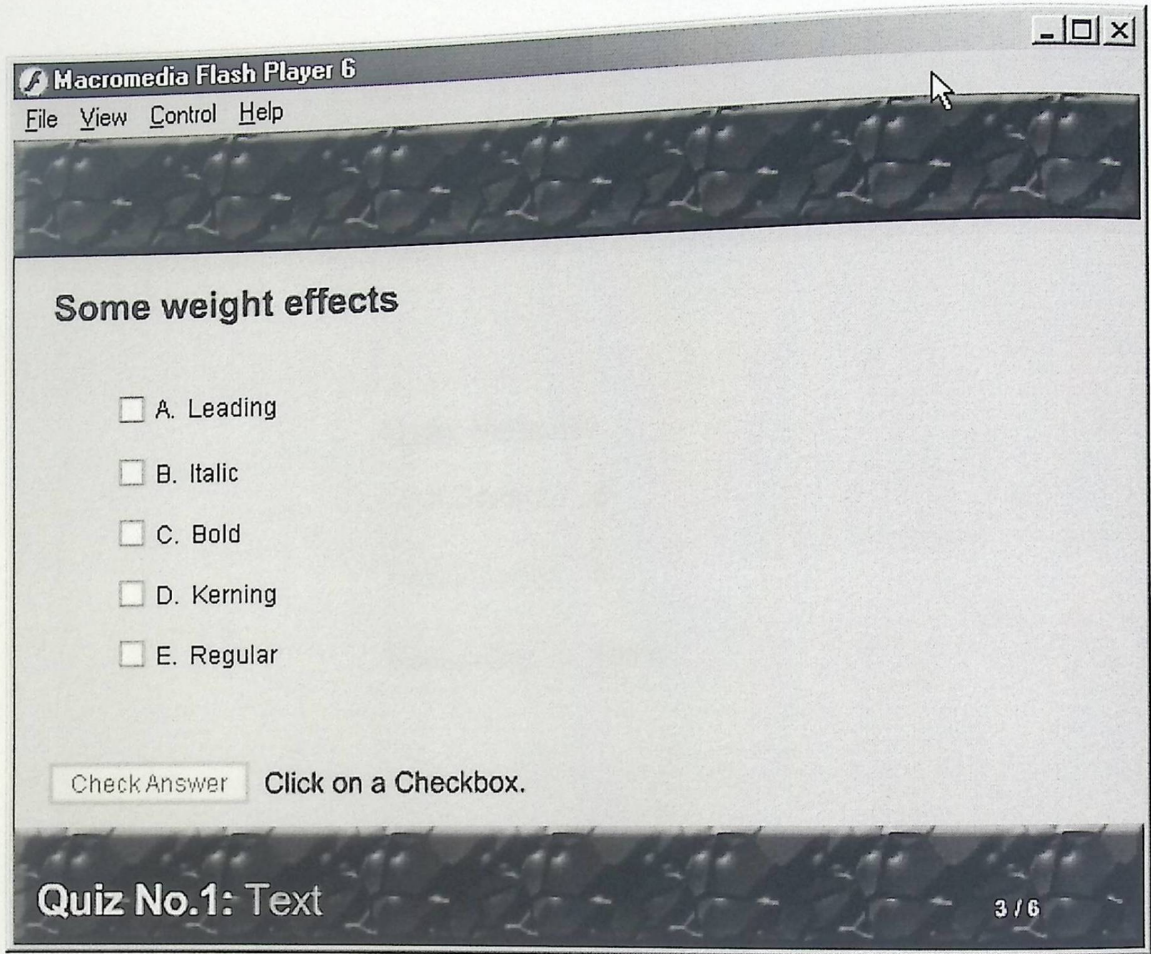 Macromedia Flash Player 6
File View Control Help
Some weight effects
A. Leading
B. Italic
C. Bold
D. Kerning
E. Regular
Check Answer Click on a Checkbox.
Quiz No.1: Text 3 / 6